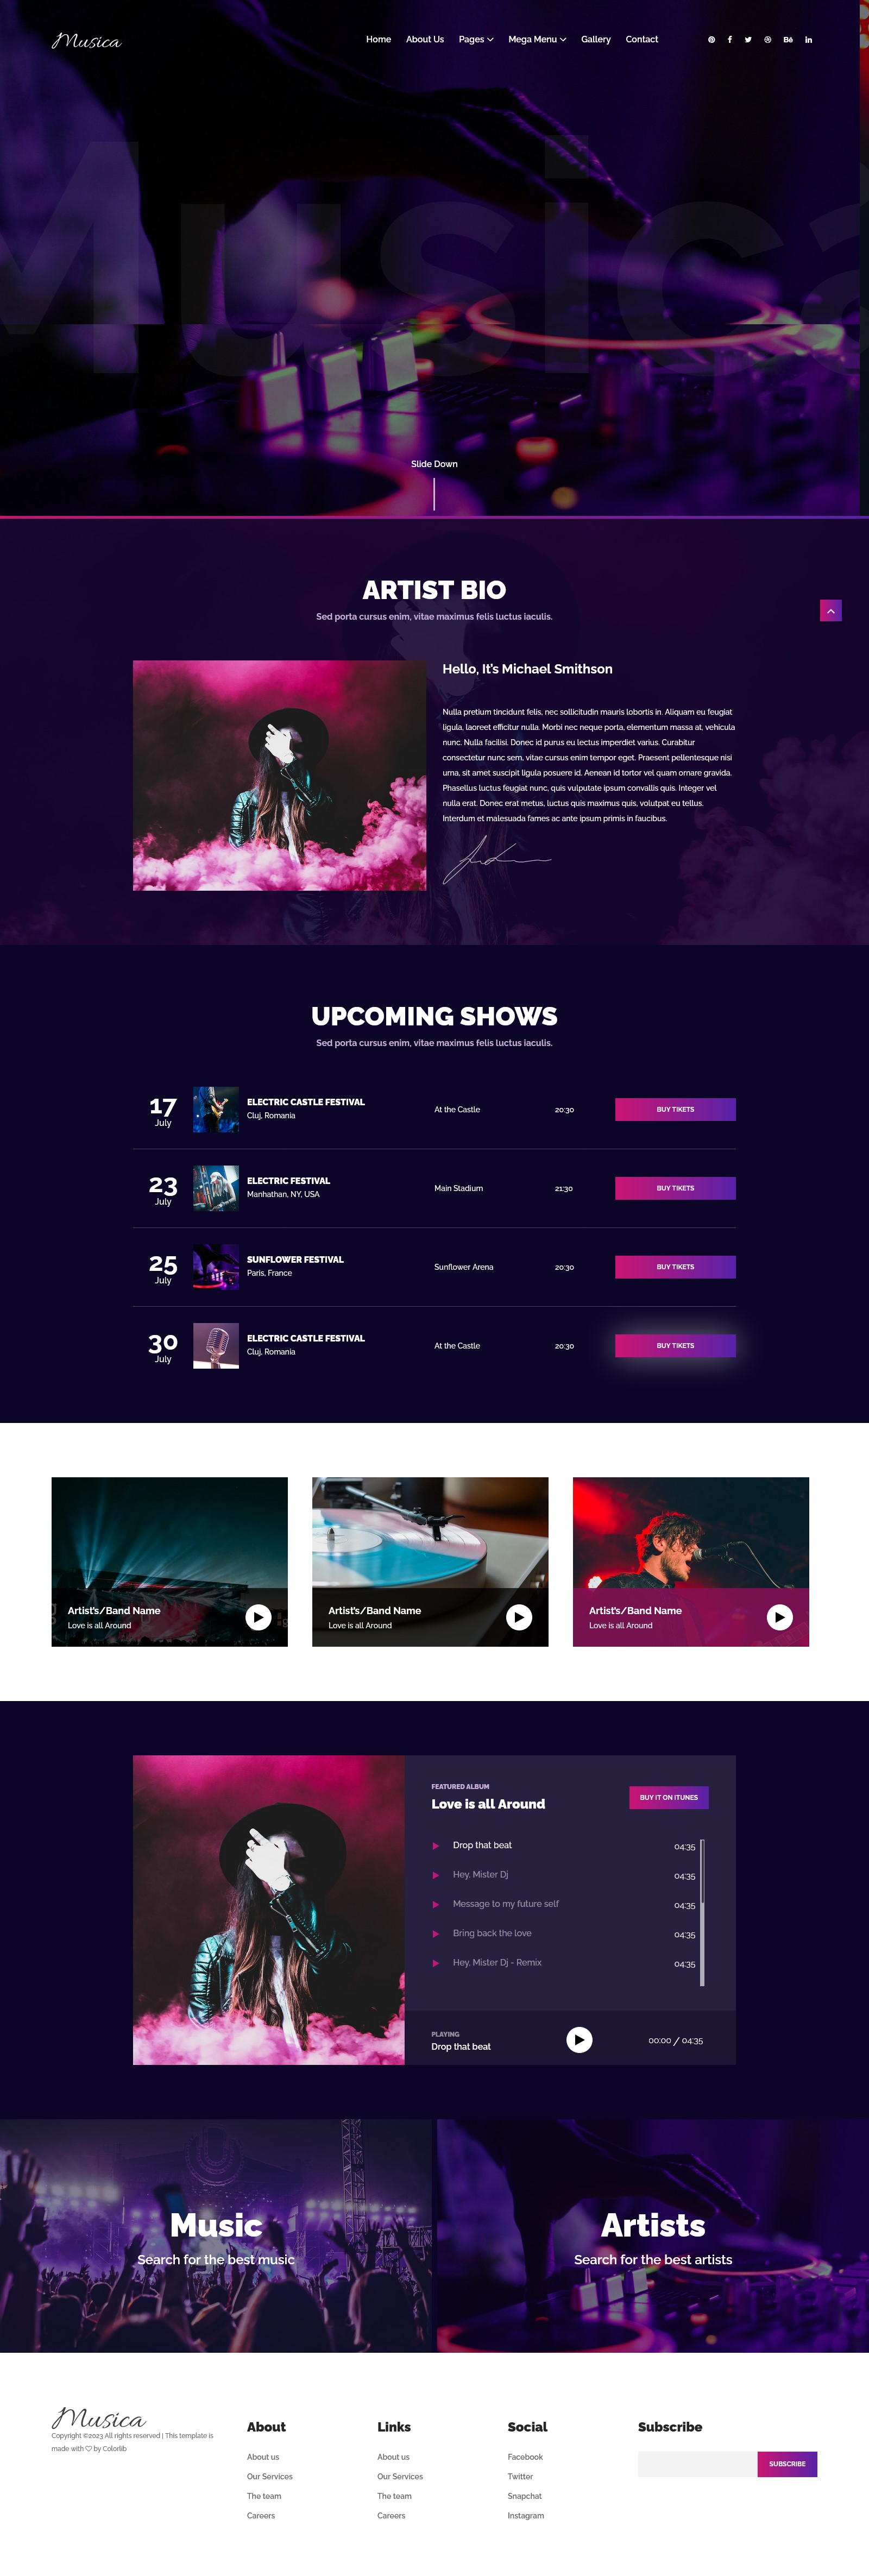 Musica
Home About Us Pages Mega Menu Gallery Contact
Musica
Slide Down
ARTIST BIO
Sed porta cursus enim, vitae maximus felis luctus iaculis.
Hello, It's Michael Smithson
Nulla pretium tincidunt felis, nec sollicitudin mauris lobortis in. Aliquam eu feugiat
ligula, laoreet efficitur nulla. Morbi nec neque porta, elementum massa at, vehicula
nunc. Nulla facilisi. Donec id purus eu lectus imperdiet varius. Curabitur
consectetur nunc sem, vitae cursus enim tempor eget. Praesent pellentesque nisi
urna, sit amet suscipit ligula posuere id. Aenean id tortor vel quam ornare gravida.
Phasellus luctus feugiat nunc, quis vulputate ipsum convallis quis. Integer vel
nulla erat. Donec erat metus, luctus quis maximus quis, volutpat eu tellus.
Interdum et malesuada fames ac ante ipsum primis in faucibus.
UPCOMING SHOWS
Sed porta cursus enim, vitae maximus felis luctus iaculis.
17
July
ELECTRIC CASTLE FESTIVAL
Cluj, Romania
At the Castle
20:30
BUY TIKETS
23
July
ELECTRIC FESTIVAL
Manhathan, NY, USA
Main Stadium
21:30
BUY TIKETS
25
July
SUNFLOWER FESTIVAL
Paris, France
Sunflower Arena
20:30
BUY TIKETS
30
July
ELECTRIC CASTLE FESTIVAL
Cluj, Romania
At the Castle
20:30
BUY TIKETS
Artist's/Band Name
Love is all Around
Artist's/Band Name
Love is all Around
Artist's/Band Name
Love is all Around
FEATURED ALBUM
Love is all Around
BUY IT ON ITUNES
Drop that beat 04:35
Hey, Mister Dj 04:35
Message to my future self 04:35
Bring back the love 04:35
Hey, Mister Dj - Remix 04:35
PLAYING
Drop that beat
00:00 / 04:35
Music
Search for the best music
Artists
Search for the best artists
Musica
Copyright ©2023 All rights reserved | This template is
made with ♡ by Colorlib
About
About us
Our Services
The team
Careers
Links
About us
Our Services
The team
Careers
Social
Facebook
Twitter
Snapchat
Instagram
Subscribe
SUBSCRIBE